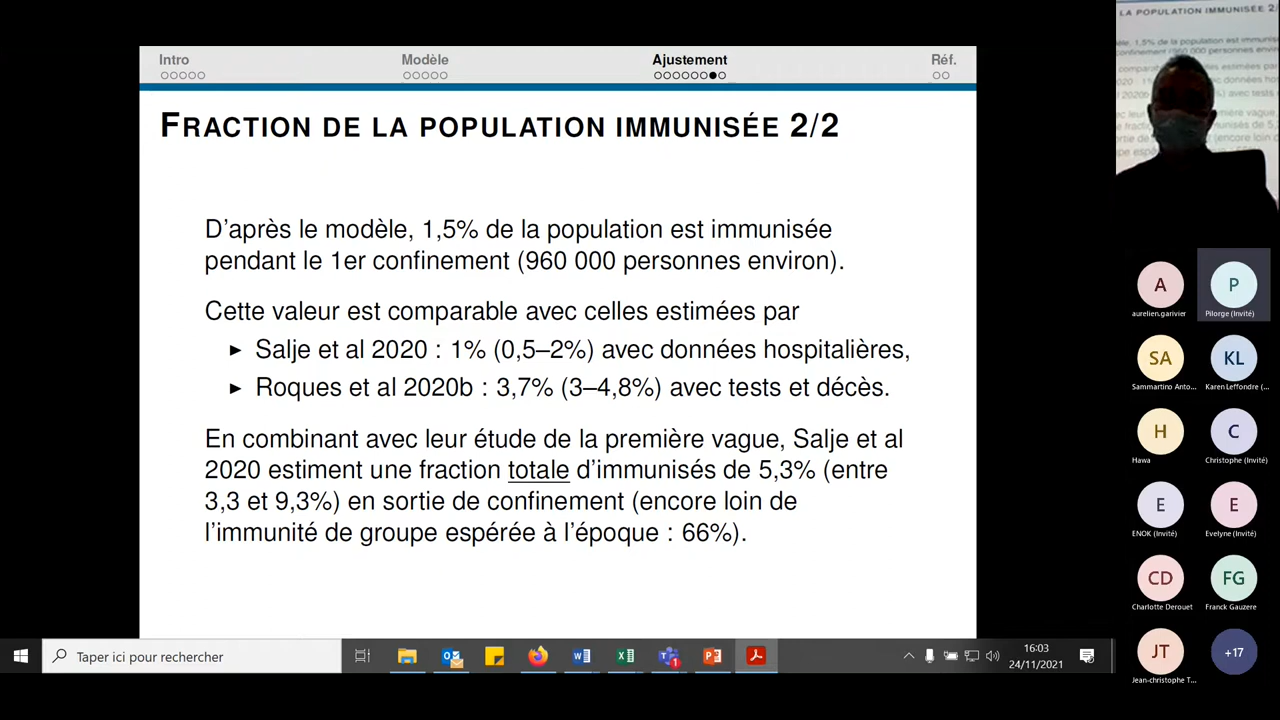 Intro
Modèle
Ajustement
Réf.
FRACTION DE LA POPULATION IMMUNISÉE 2/2
D'après le modèle, 1,5% de la population est immunisée
pendant le 1er confinement (960 000 personnes environ).
Cette valeur est comparable avec celles estimées par
► Salje et al 2020 : 1% (0,5–2%) avec données hospitalières,
► Roques et al 2020b : 3,7% (3–4,8%) avec tests et décès.
En combinant avec leur étude de la première vague, Salje et al
2020 estiment une fraction totale d'immunisés de 5,3% (entre
3,3 et 9,3%) en sortie de confinement (encore loin de
l'immunité de groupe espérée à l'époque : 66%).
LA POPULATION IMMUNISÉE 2/
A
aurelien.garivier
P
Pilorge (Invité)
SA
Sammartino Anto...
KL
Karen Leffondre (...
H
Hawa
C
Christophe (Invité)
E
ENOK (Invité)
E
Evelyne (Invité)
CD
Charlotte Derouet
FG
Franck Gauzere
JT
Jean-christophe T...
+17
Taper ici pour rechercher
1
16:03
24/11/2021